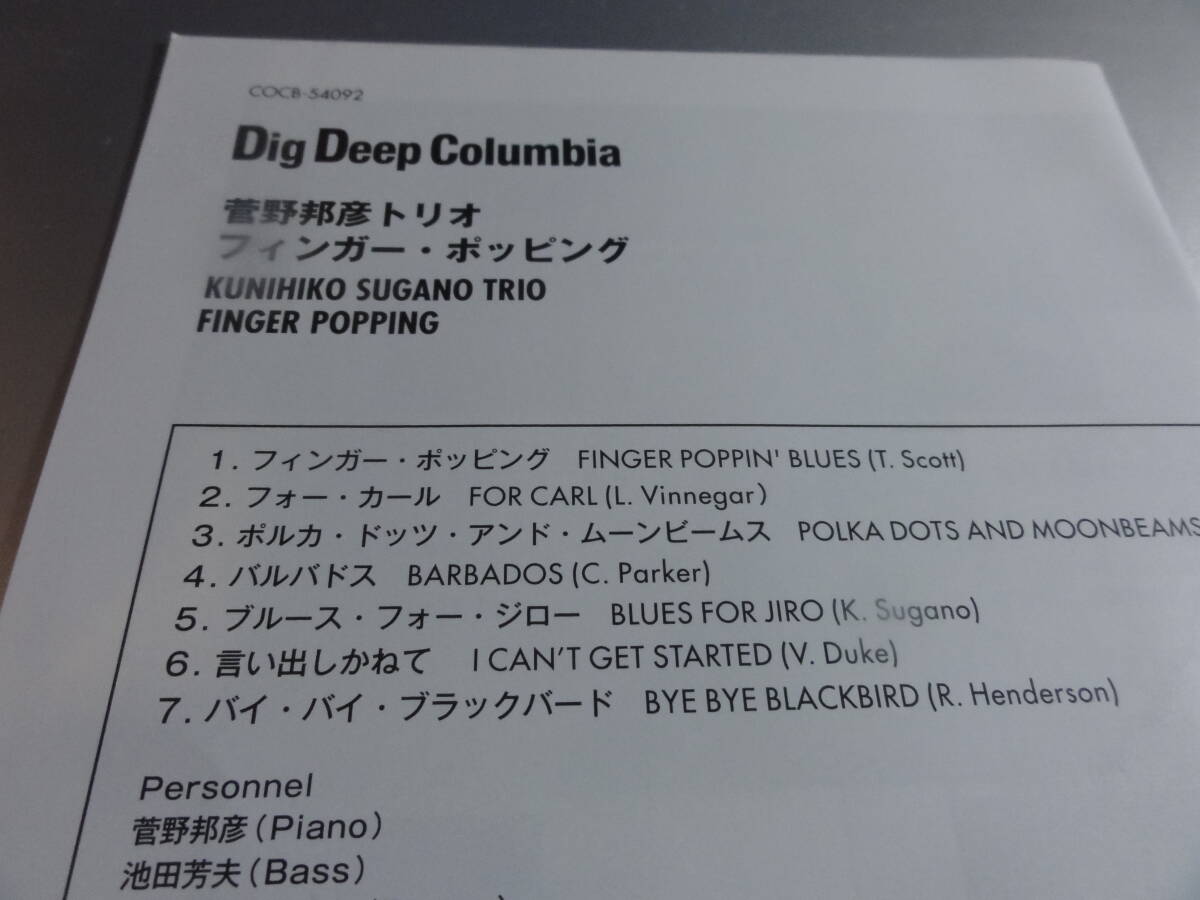 COCB-54092
Dig Deep Columbia
菅野邦彦トリオ
フィンガー・ポッピング
KUNIHIKO SUGANO TRIO
FINGER POPPING
1. フィンガー・ポッピング FINGER POPPIN' BLUES (T. Scott)
2. フォー・カール FOR CARL (L. Vinnegar)
3. ポルカ・ドッツ・アンド・ムーンビームス POLKA DOTS AND MOONBEAMS
4. バルバドス BARBADOS (C. Parker)
5. ブルース・フォー・ジロー BLUES FOR JIRO (K. Sugano)
6. 言い出しかねて I CAN'T GET STARTED (V. Duke)
7. バイ・バイ・ブラックバード BYE BYE BLACKBIRD (R. Henderson)
Personnel
菅野邦彦 (Piano)
池田芳夫 (Bass)